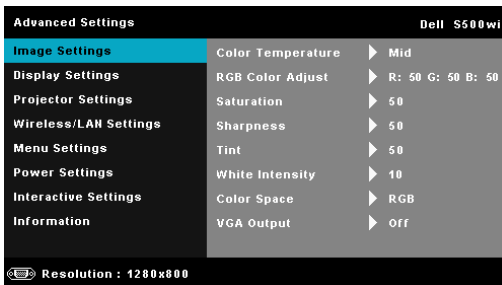 Advanced Settings Dell S500wi
Image Settings Color Temperature Mid
Display Settings RGB Color Adjust R: 50 G: 50 B: 50
Projector Settings Saturation 50
Wireless/LAN Settings Sharpness 50
Menu Settings Tint 50
Power Settings White Intensity 10
Interactive Settings Color Space RGB
Information VGA Output Off
Resolution : 1280x800